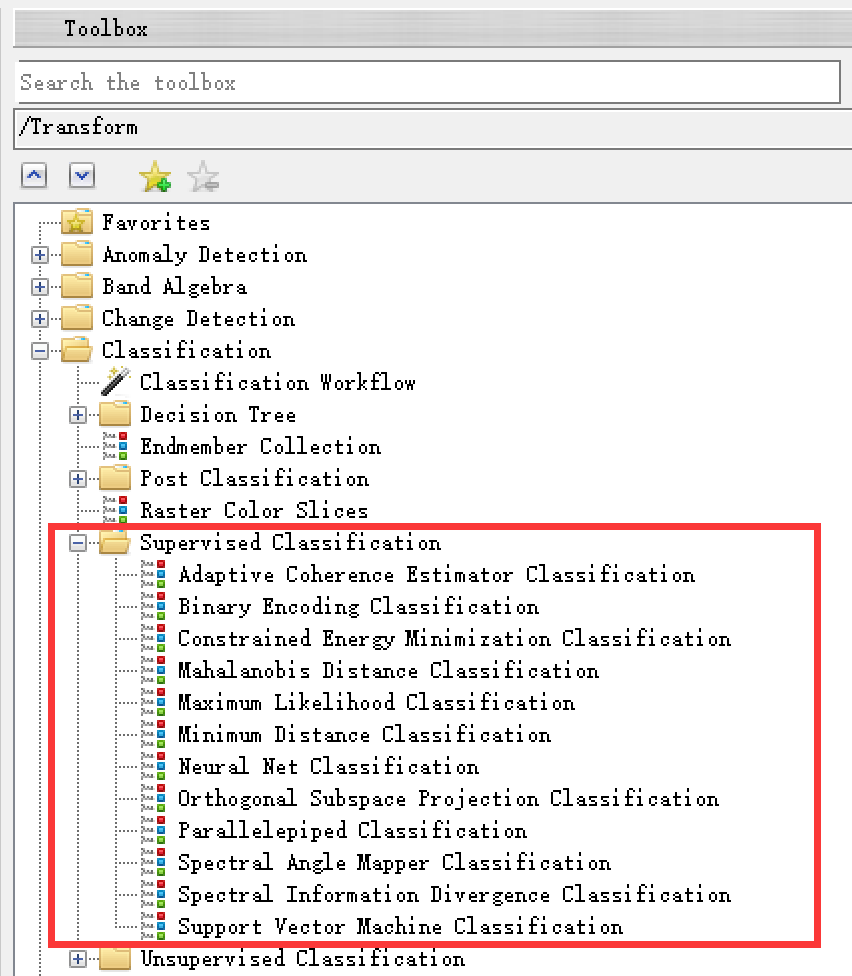 Toolbox
Search the toolbox
/Transform
Favorites
Anomaly Detection
Band Algebra
Change Detection
Classification
Classification Workflow
Decision Tree
Endmember Collection
Post Classification
Raster Color Slices
Supervised Classification
Adaptive Coherence Estimator Classification
Binary Encoding Classification
Constrained Energy Minimization Classification
Mahalanobis Distance Classification
Maximum Likelihood Classification
Minimum Distance Classification
Neural Net Classification
Orthogonal Subspace Projection Classification
Parallelepiped Classification
Spectral Angle Mapper Classification
Spectral Information Divergence Classification
Support Vector Machine Classification
Unsupervised Classification